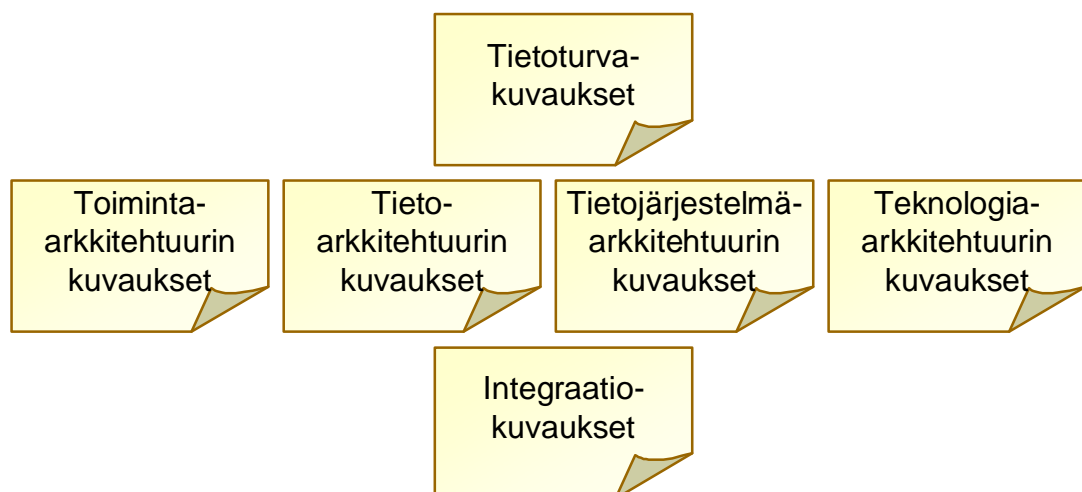 Tietoturva-
kuvaukset
Toiminta-
arkkitehtuurin
kuvaukset
Tieto-
arkkitehtuurin
kuvaukset
Tietojärjestelmä-
arkkitehtuurin
kuvaukset
Teknologia-
arkkitehtuurin
kuvaukset
Integraatio-
kuvaukset